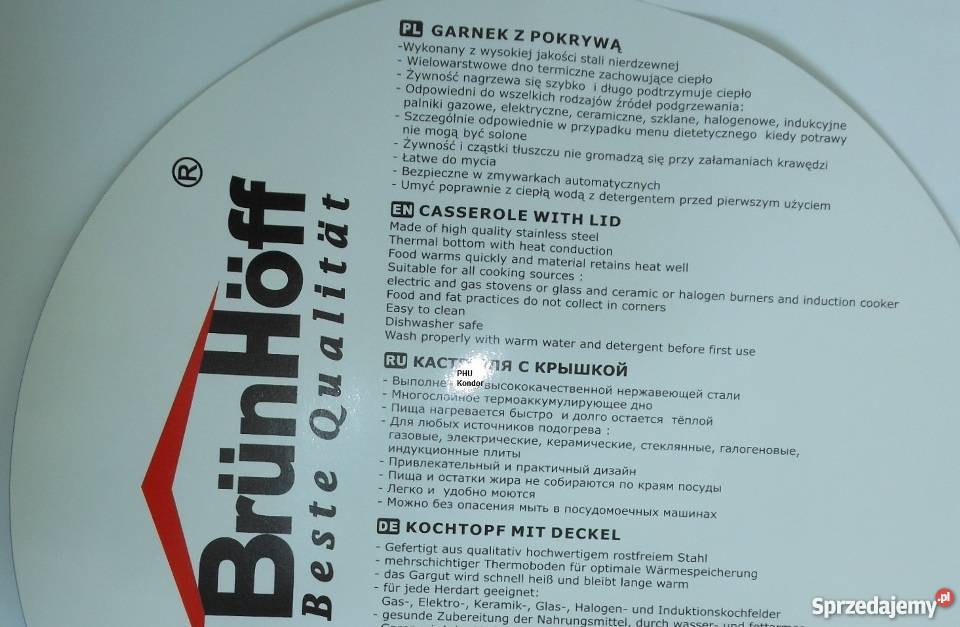 PL GARNEK Z POKRYWĄ
-Wykonany z wysokiej jakości stali nierdzewnej
- Wielowarstwowe dno termiczne zachowujące ciepło
- Żywność nagrzewa się szybko i długo podtrzymuje ciepło
- Odpowiedni do wszelkich rodzajów źródeł podgrzewania:
palniki gazowe, elektryczne, ceramiczne, szklane, halogenowe, indukcyjne
- Szczególnie odpowiednie w przypadku menu dietetycznego kiedy potrawy
nie mogą być solone
- Żywność i cząstki tłuszczu nie gromadzą się przy załamaniach krawędzi
- Łatwe do mycia
- Bezpieczne w zmywarkach automatycznych
- Umyć poprawnie z ciepłą wodą z detergentem przed pierwszym użyciem
EN CASSEROLE WITH LID
Made of high quality stainless steel
Thermal bottom with heat conduction
Food warms quickly and material retains heat well
Suitable for all cooking sources :
electric and gas stovens or glass and ceramic or halogen burners and induction cooker
Food and fat practices do not collect in corners
Easy to clean
Dishwasher safe
Wash properly with warm water and detergent before first use
RU КАСТ ЛЯ С КРЫШКОЙ
PHU
Kondor
- Выполне высококачественной нержавеющей стали
- Многослойное термоаккумулирующее дно
- Пища нагревается быстро и долго остается тёплой
- Для любых источников подогрева :
газовые, электрические, керамические, стеклянные, галогеновые,
индукционные плиты
- Привлекательный и практичный дизайн
- Пища и остатки жира не собираются по краям посуды
- Легко и удобно моются
- Можно без опасения мыть в посудомоечных машинах
DE KOCHTOPF MIT DECKEL
- Gefertigt aus qualitativ hochwertigem rostfreiem Stahl
- mehrschichtiger Thermoboden für optimale Wärmespeicherung
- das Gargut wird schnell heiß und bleibt lange warm
- für jede Herdart geeignet:
Gas-, Elektro-, Keramik-, Glas-, Halogen- und Induktionskochfelder
- gesunde Zubereitung der Nahrungsmittel, durch wasser- und
BrünHöff ®
Beste Qualität
Sprzedajemy.pl